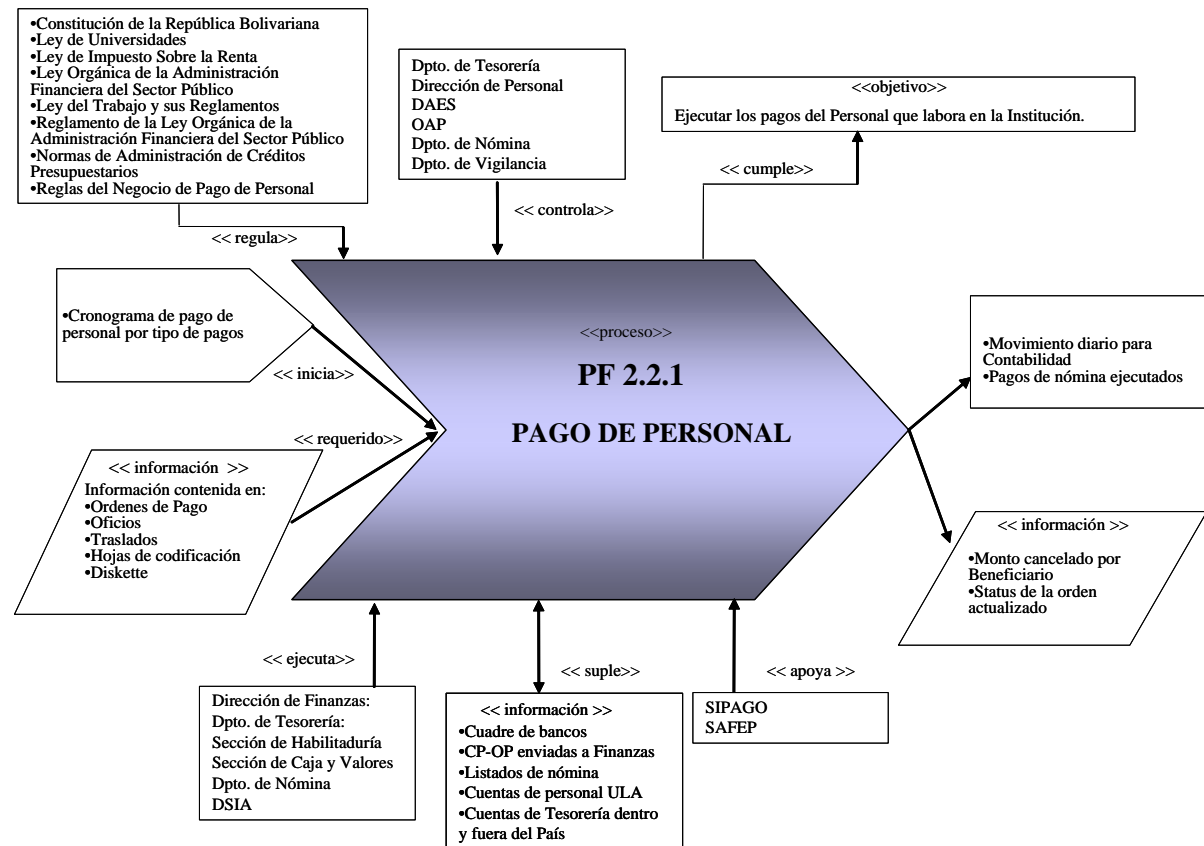 •Constitución de la República Bolivariana
•Ley de Universidades
•Ley de Impuesto Sobre la Renta
•Ley Orgánica de la Administración
Financiera del Sector Público
•Ley del Trabajo y sus Reglamentos
•Reglamento de la Ley Orgánica de la
Administración Financiera del Sector Público
•Normas de Administración de Créditos
Presupuestarios
•Reglas del Negocio de Pago de Personal
<< regula>>
Dpto. de Tesorería
Dirección de Personal
DAES
OAP
Dpto. de Nómina
Dpto. de Vigilancia
<< controla>>
<<objetivo>>
Ejecutar los pagos del Personal que labora en la Institución.
<< cumple>>
•Cronograma de pago de
personal por tipo de pagos
<< inicia>>
<< requerido>>
<< información >>
Información contenida en:
•Ordenes de Pago
•Oficios
•Traslados
•Hojas de codificación
•Diskette
<<proceso>>
PF 2.2.1
PAGO DE PERSONAL
•Movimiento diario para
Contabilidad
•Pagos de nómina ejecutados
<< información >>
•Monto cancelado por
Beneficiario
•Status de la orden
actualizado
<< ejecuta>>
Dirección de Finanzas:
Dpto. de Tesorería:
Sección de Habilitaduría
Sección de Caja y Valores
Dpto. de Nómina
DSIA
<< suple>>
<< información >>
•Cuadre de bancos
•CP-OP enviadas a Finanzas
•Listados de nómina
•Cuentas de personal ULA
•Cuentas de Tesorería dentro
y fuera del País
<< apoya >>
SIPAGO
SAFEP